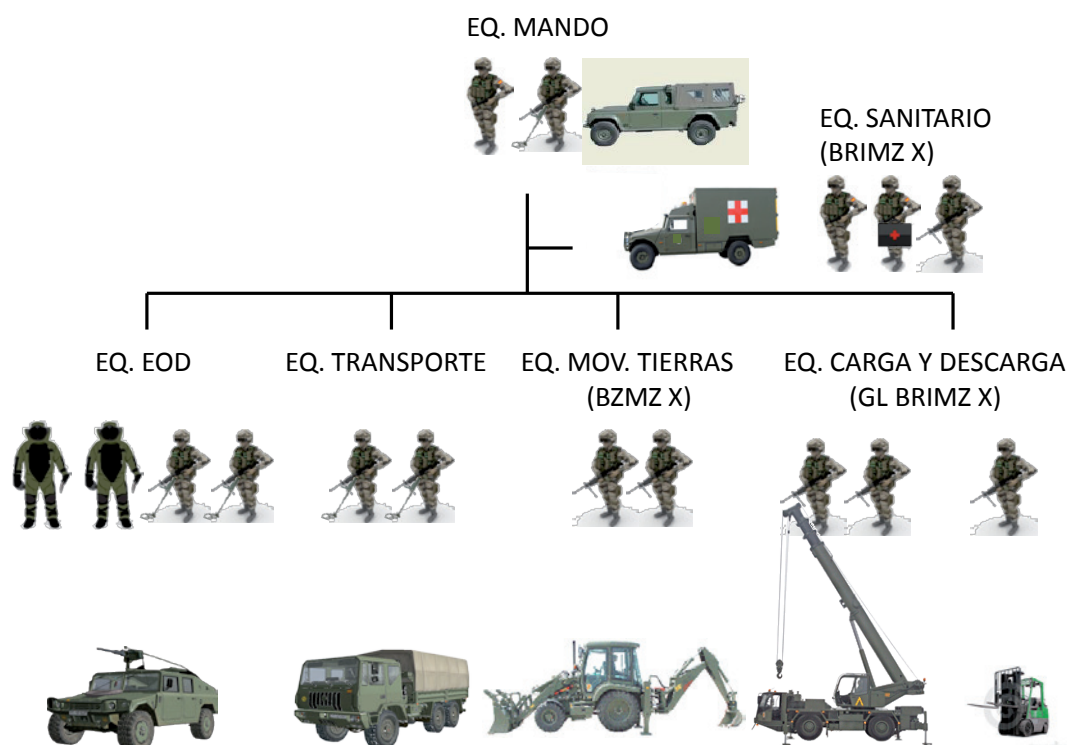 EQ. MANDO
EQ. SANITARIO
(BRIMZ X)
EQ. EOD
EQ. TRANSPORTE
EQ. MOV. TIERRAS
(BZMZ X)
EQ. CARGA Y DESCARGA
(GL BRIMZ X)